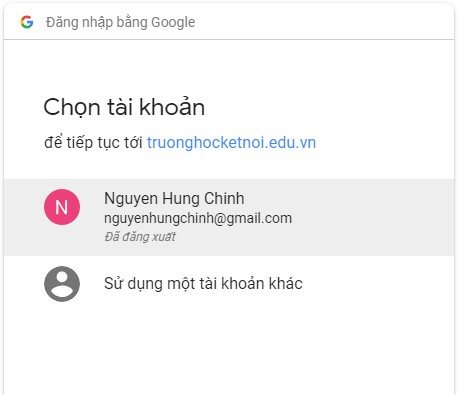 Đăng nhập bằng Google
Chọn tài khoản
để tiếp tục tới truonghocketnoi.edu.vn
N
Nguyen Hung Chinh
nguyenhungchinh@gmail.com
Đã đăng xuất
Sử dụng một tài khoản khác